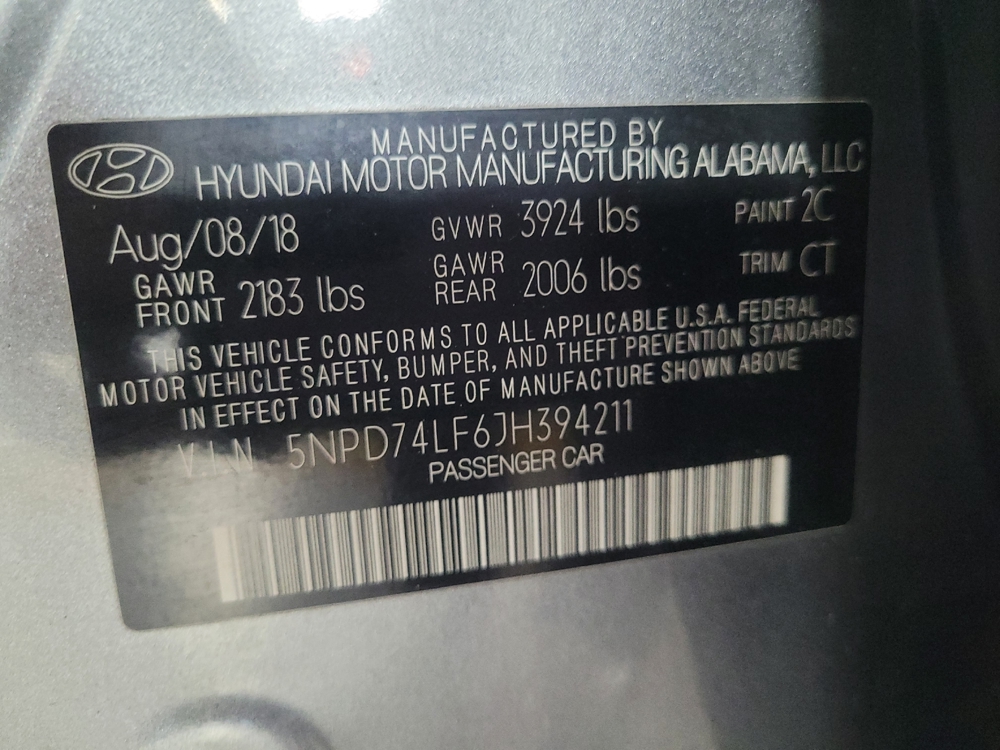 MANUFACTURED BY
HYUNDAI MOTOR MANUFACTURING ALABAMA, LLC
Aug/08/18 GVWR 3924 lbs PAINT 2C
GAWR FRONT 2183 lbs GAWR REAR 2006 lbs TRIM CT
THIS VEHICLE CONFORMS TO ALL APPLICABLE U.S.A. FEDERAL
MOTOR VEHICLE SAFETY, BUMPER, AND THEFT PREVENTION STANDARDS
IN EFFECT ON THE DATE OF MANUFACTURE SHOWN ABOVE
V.I.N 5NPD74LF6JH394211
PASSENGER CAR